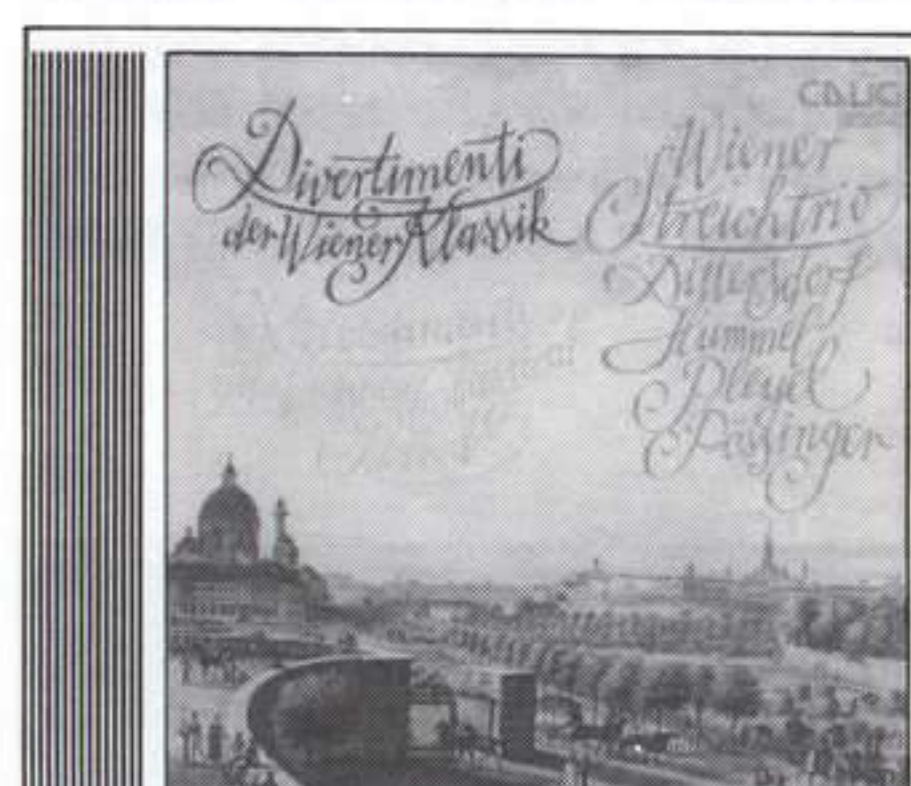 CALIG
Divertimenti
der Wiener Klassik
Wiener
Streichtrio
Dittersdorf
Hummel
Pleyel
Pössinger